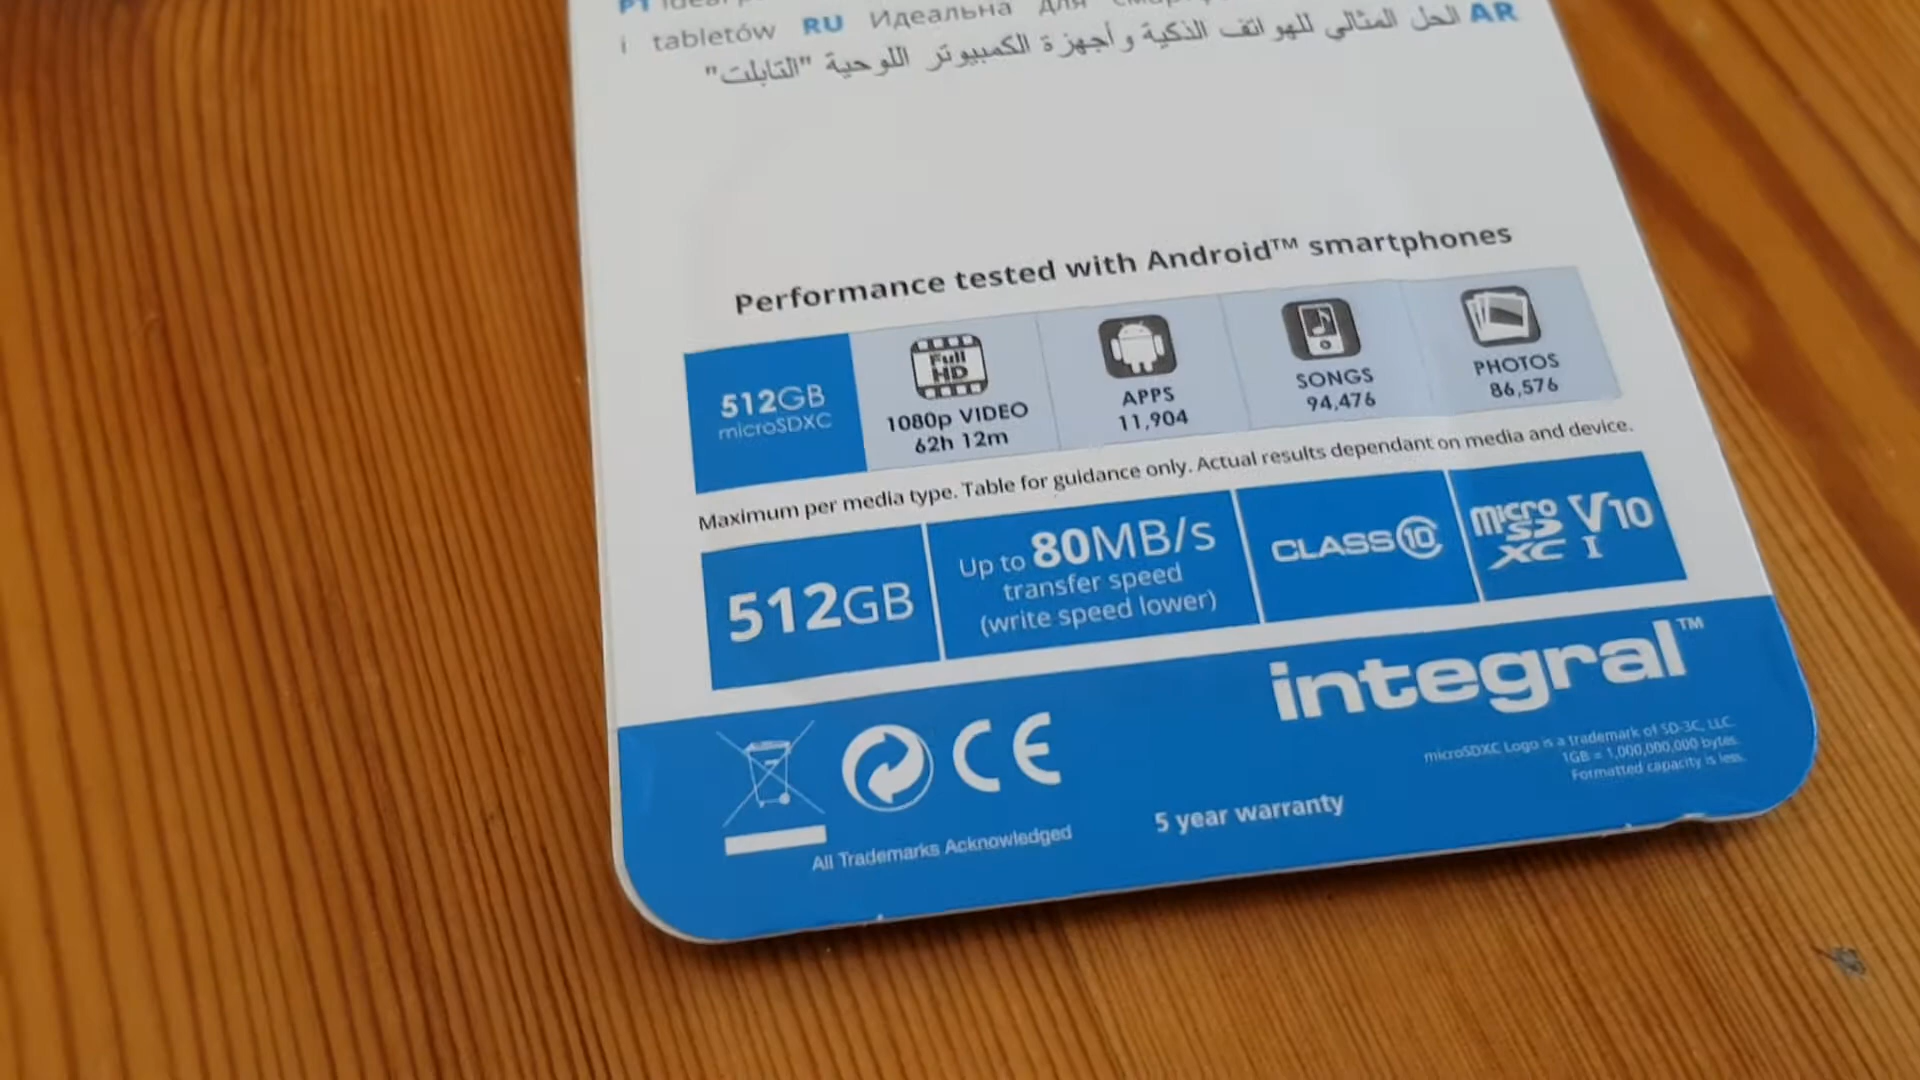 i tabletów RU Идеальна для
AR الحل المثالي للهواتف الذكية و أجهزة الكمبيوتر اللوحية "التابلت"
Performance tested with Android™ smartphones
512GB
microSDXC
Full
HD
1080p VIDEO
62h 12m
APPS
11,904
SONGS
94,476
PHOTOS
86,576
Maximum per media type. Table for guidance only. Actual results dependant on media and device.
512GB
Up to 80MB/s
transfer speed
(write speed lower)
CLASS 10
micro SD XC I V10
integral™
microSDXC Logo is a trademark of SD-3C, LLC.
1GB = 1,000,000,000 bytes.
Formatted capacity is less.
CE
5 year warranty
All Trademarks Acknowledged